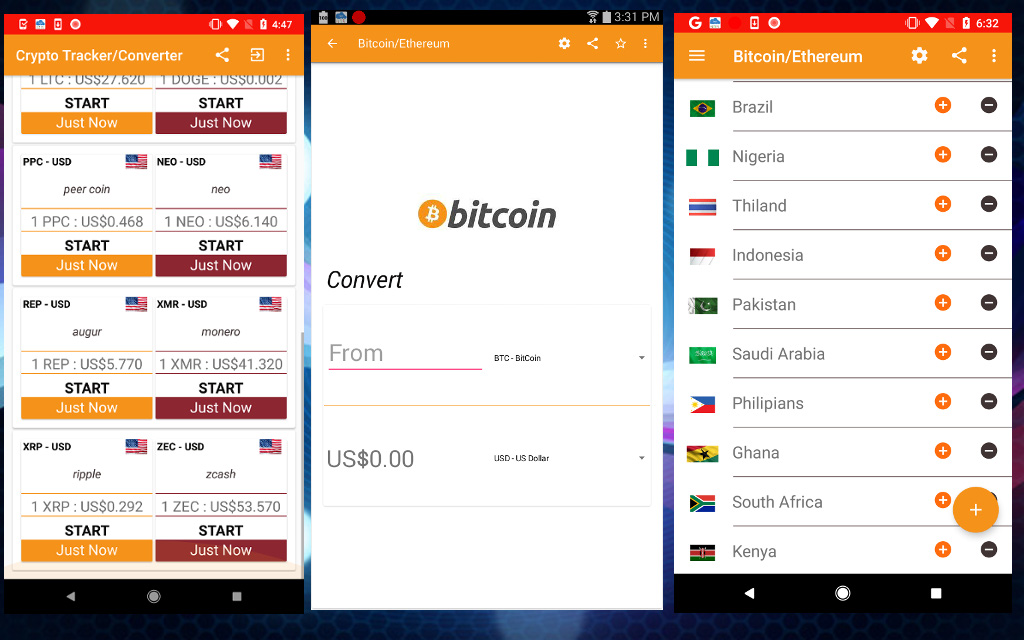 4:47
Crypto Tracker/Converter
1 LTC : US$27.620
1 DOGE : US$0.002
START
START
Just Now
Just Now
PPC - USD
NEO - USD
peer coin
neo
1 PPC : US$0.468
1 NEO : US$6.140
START
START
Just Now
Just Now
REP - USD
XMR - USD
augur
monero
1 REP : US$5.770
1 XMR : US$41.320
START
START
Just Now
Just Now
XRP - USD
ZEC - USD
ripple
zcash
1 XRP : US$0.292
1 ZEC : US$53.570
START
START
Just Now
Just Now
3:31 PM
Bitcoin/Ethereum
bitcoin
Convert
From
BTC - BitCoin
US$0.00
USD - US Dollar
G
6:32
Bitcoin/Ethereum
Brazil
Nigeria
Thiland
Indonesia
Pakistan
Saudi Arabia
Philipians
Ghana
South Africa
Kenya